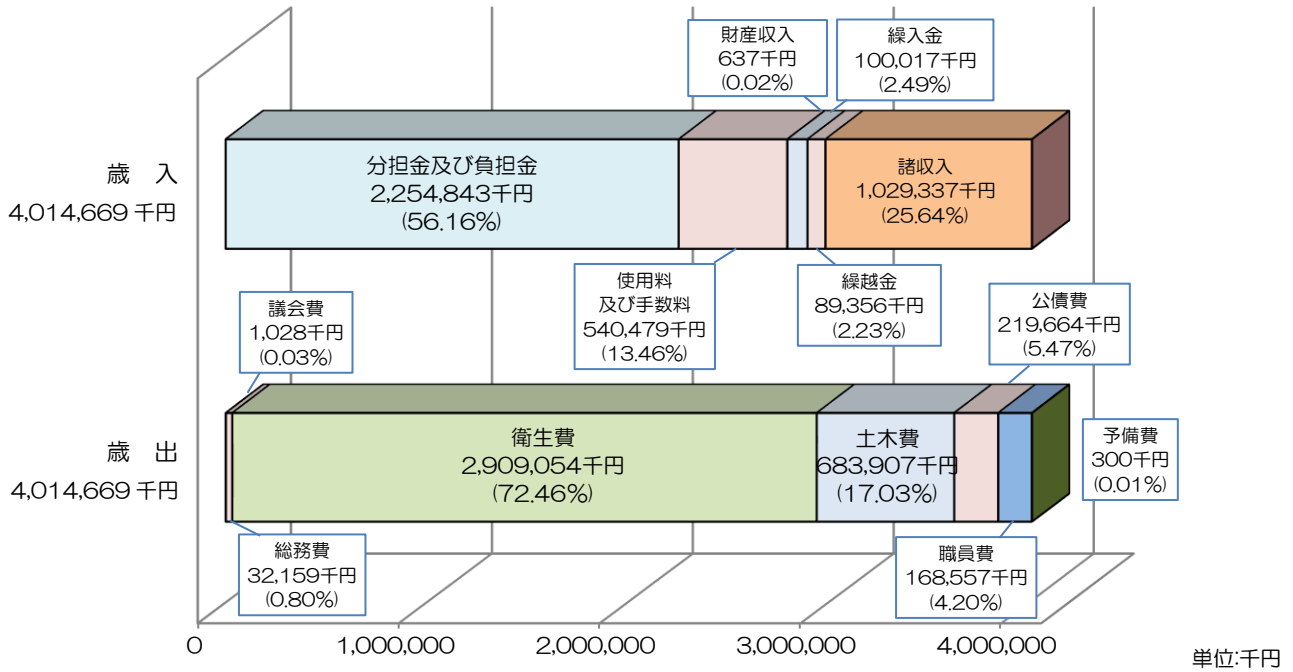 財産収入
637千円
(0.02%)
繰入金
100,017千円
(2.49%)
歳　入
4,014,669 千円
分担金及び負担金
2,254,843千円
(56.16%)
諸収入
1,029,337千円
(25.64%)
使用料
及び手数料
540,479千円
(13.46%)
繰越金
89,356千円
(2.23%)
議会費
1,028千円
(0.03%)
公債費
219,664千円
(5.47%)
歳　出
4,014,669 千円
衛生費
2,909,054千円
(72.46%)
土木費
683,907千円
(17.03%)
予備費
300千円
(0.01%)
総務費
32,159千円
(0.80%)
職員費
168,557千円
(4.20%)
0
1,000,000
2,000,000
3,000,000
4,000,000
単位:千円